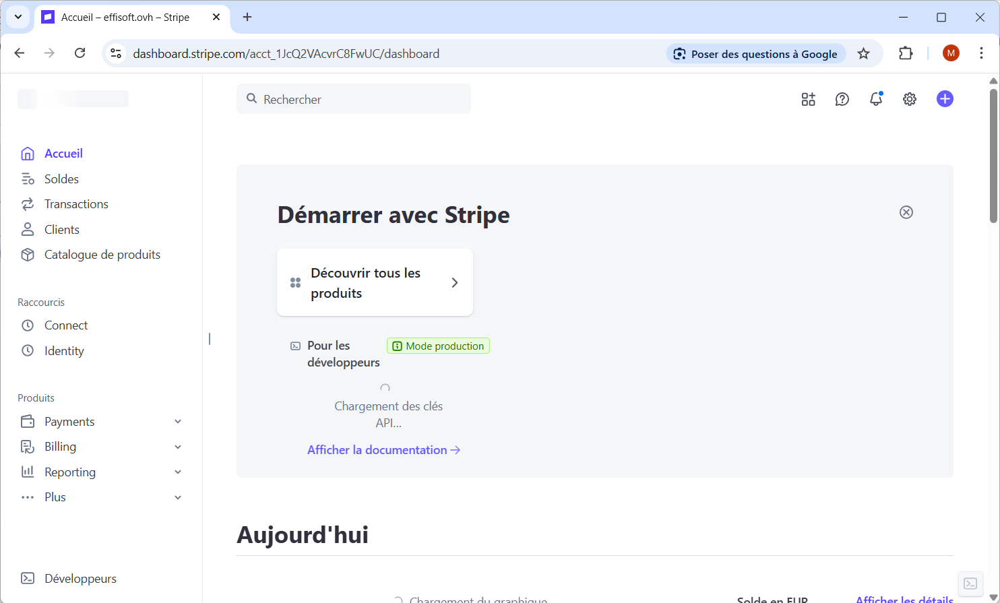 Accueil – effisoft.ovh – Stripe
dashboard.stripe.com/acct_1JcQ2VAcvrC8FwUC/dashboard
Poser des questions à Google
M
Rechercher
Accueil
Soldes
Transactions
Clients
Catalogue de produits
Raccourcis
Connect
Identity
Produits
Payments
Billing
Reporting
Plus
Développeurs
Démarrer avec Stripe
Découvrir tous les
produits
Pour les
développeurs
Mode production
Chargement des clés
API...
Afficher la documentation
Aujourd'hui
Chargement du graphique
Solde en EUR
Afficher les détails